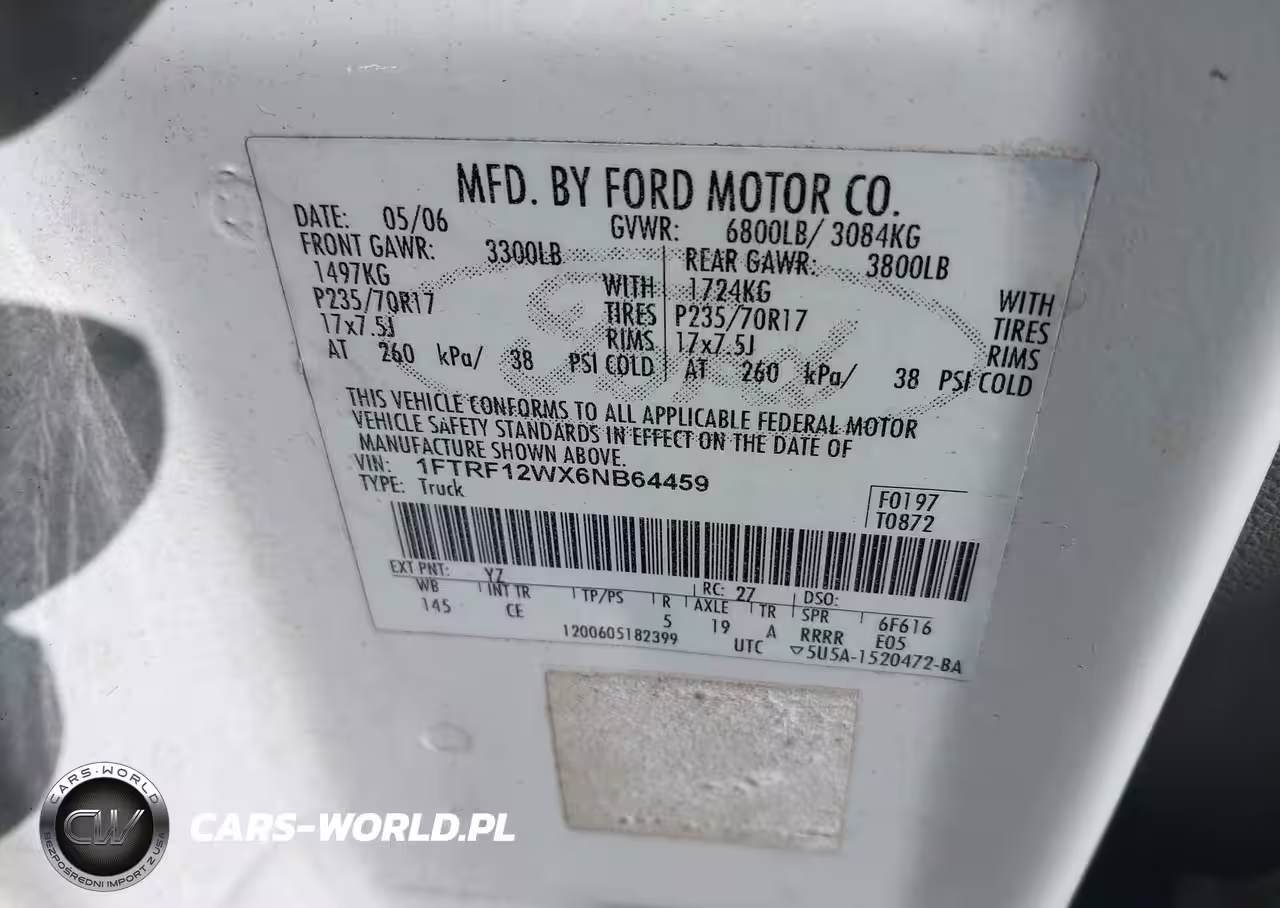 MFD. BY FORD MOTOR CO.
DATE: 05/06 GVWR: 6800LB/ 3084KG
FRONT GAWR: 3300LB REAR GAWR: 3800LB
1497KG WITH 1724KG WITH
P235/70R17 TIRES P235/70R17 TIRES
17x7.5J RIMS 17x7.5J RIMS
AT 260 kPa/ 38 PSI COLD AT 260 kPa/ 38 PSI COLD
THIS VEHICLE CONFORMS TO ALL APPLICABLE FEDERAL MOTOR
VEHICLE SAFETY STANDARDS IN EFFECT ON THE DATE OF
MANUFACTURE SHOWN ABOVE.
VIN: 1FTRF12WX6NB64459
TYPE: Truck
F0197
T0872
EXT PNT: YZ RC: 27 DSO:
WB INT TR TP/PS R AXLE TR SPR 6F616
145 CE 5 19 A RRRR E05
1200605182399 UTC ▽5U5A-1520472-BA
Ford
CARS-WORLD
CW
BEZPOŚREDNI IMPORT Z USA
CARS-WORLD.PL